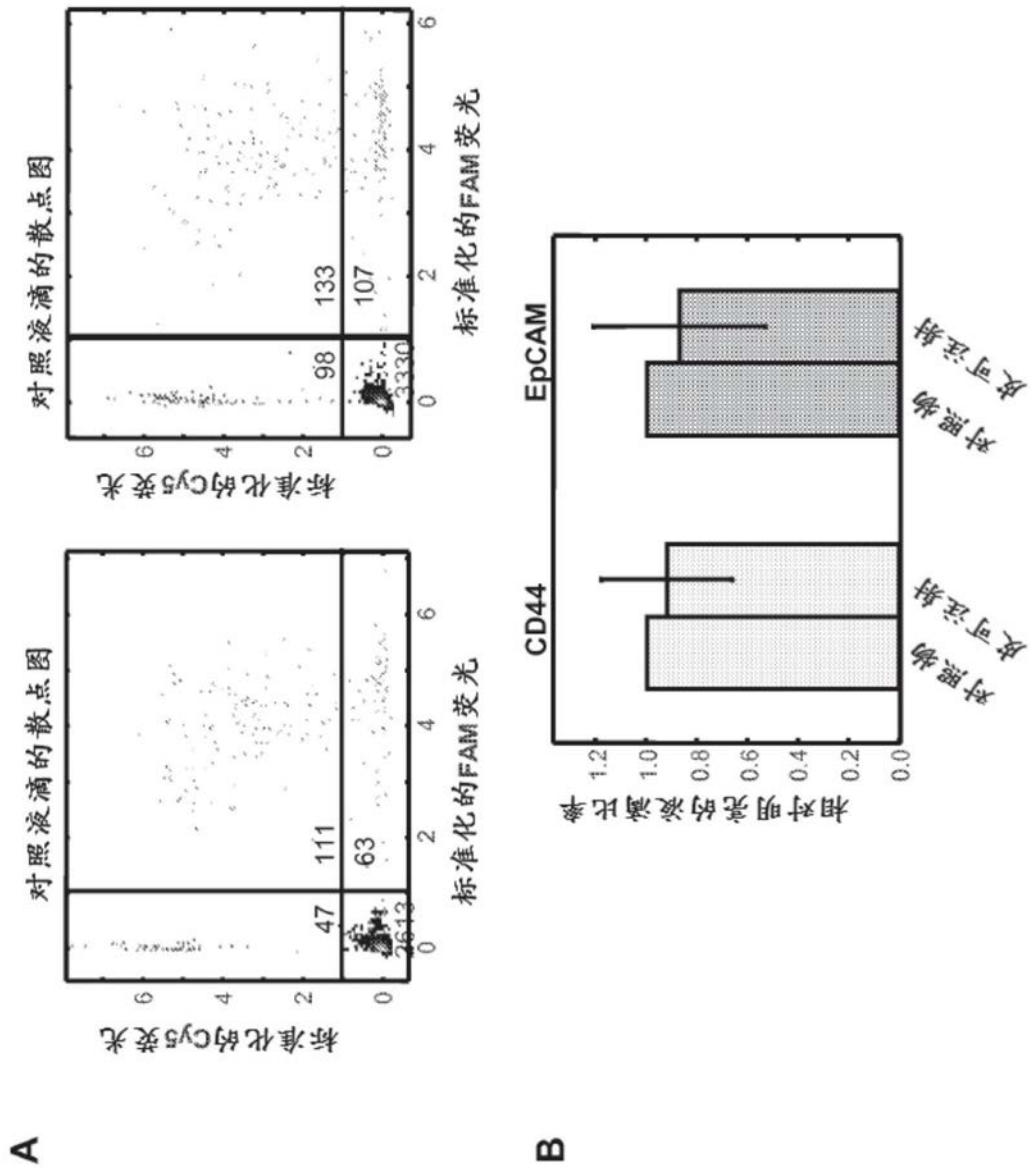 A
对照液滴的散点图
标准化的Cy5荧光
6
4
2
0
47
111
63
2613
0
2
4
6
标准化的FAM荧光
对照液滴的散点图
标准化的Cy5荧光
6
4
2
0
98
133
107
3330
0
2
4
6
标准化的FAM荧光
B
CD44
EpCAM
相对明亮的液滴比率
1.2
1.0
0.8
0.6
0.4
0.2
0.0
对照物
皮可注射
对照物
皮可注射